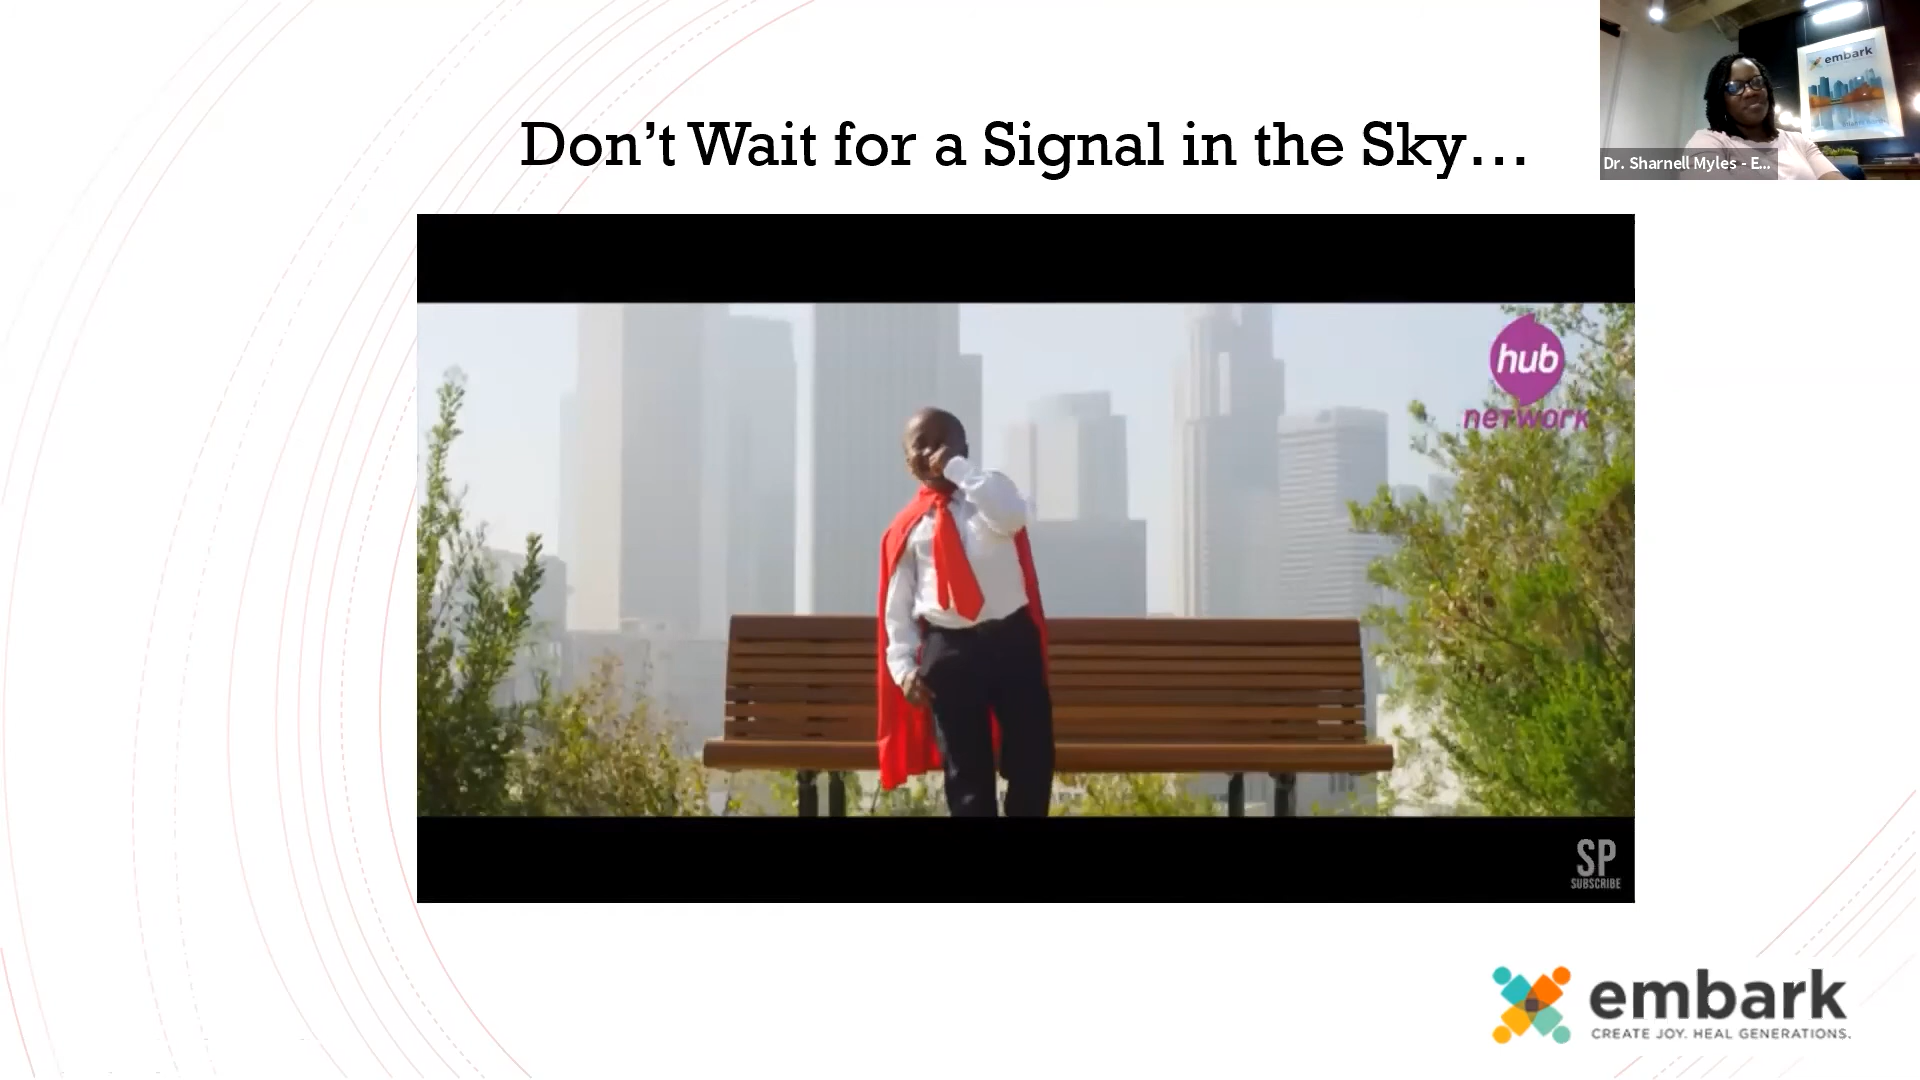 Don’t Wait for a Signal in the Sky…
embark
Dr. Sharnell Myles - E...
hub
network
SP
SUBSCRIBE
embark
CREATE JOY. HEAL GENERATIONS.